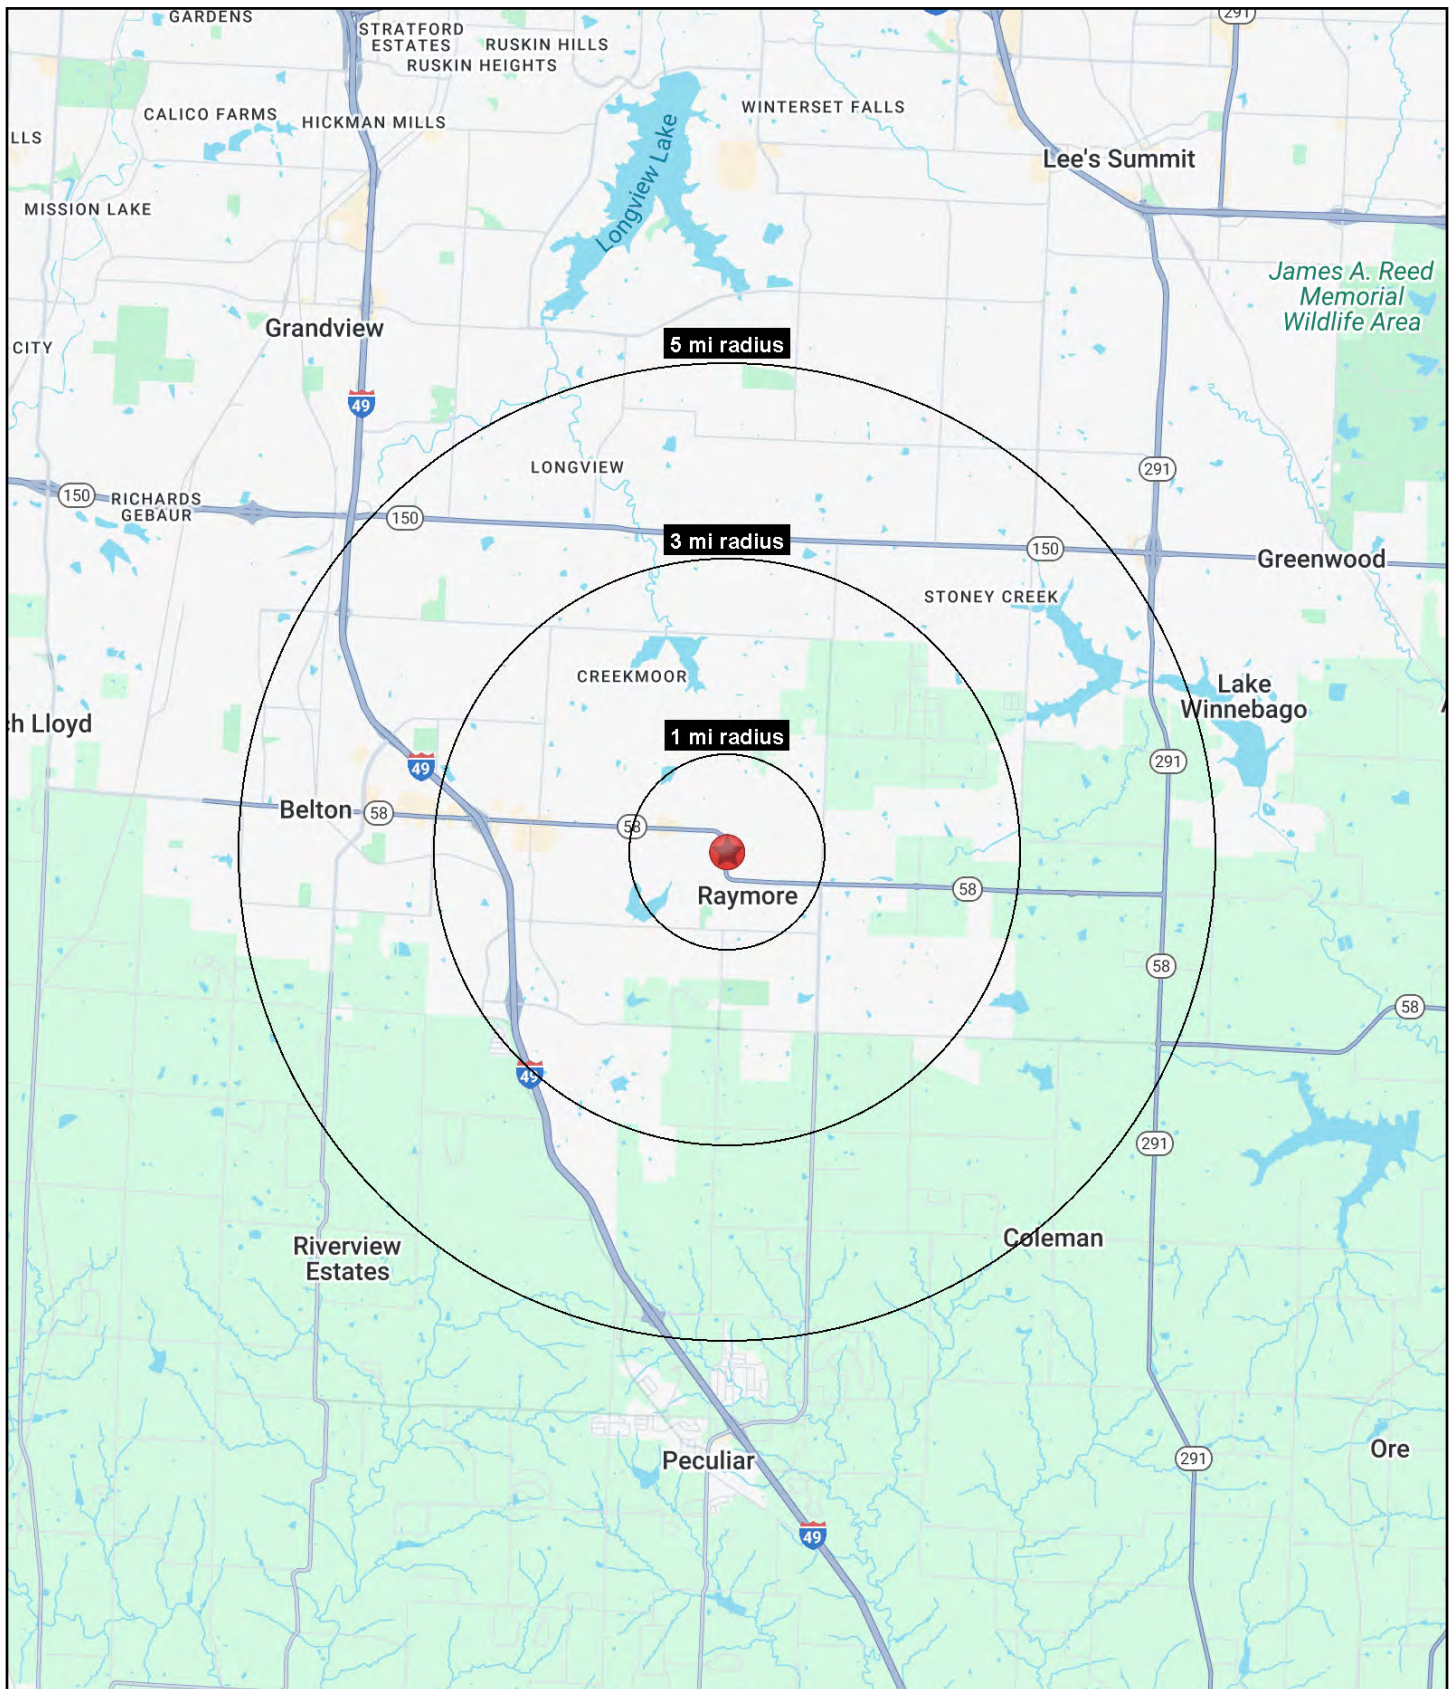 GARDENS
291
STRATFORD
ESTATES
RUSKIN HILLS
RUSKIN HEIGHTS
CALICO FARMS
HICKMAN MILLS
WINTERSET FALLS
LLS
Longview Lake
Lee's Summit
MISSION LAKE
James A. Reed
Memorial
Wildlife Area
Grandview
CITY
5 mi radius
49
LONGVIEW
291
150
RICHARDS
GEBAUR
150
3 mi radius
150
Greenwood
STONEY CREEK
CREEKMOOR
Lake
Winnebago
ch Lloyd
1 mi radius
49
291
Belton
58
58
Raymore
58
58
58
49
291
Riverview
Estates
Coleman
Peculiar
Ore
291
49